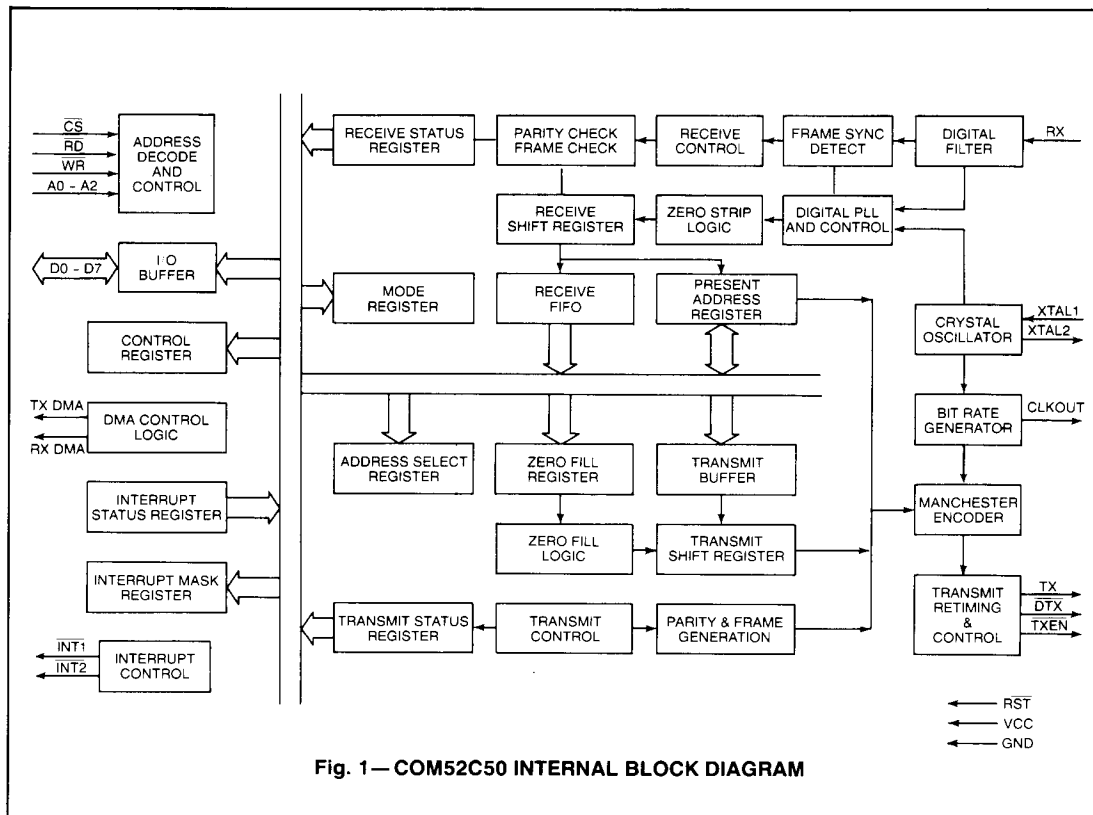 CS
RD
WR
A0 - A2
ADDRESS
DECODE
AND
CONTROL
D0 - D7
I/O
BUFFER
CONTROL
REGISTER
TX DMA
RX DMA
DMA CONTROL
LOGIC
INTERRUPT
STATUS REGISTER
INTERRUPT MASK
REGISTER
INT1
INT2
INTERRUPT
CONTROL
RECEIVE STATUS
REGISTER
PARITY CHECK
FRAME CHECK
RECEIVE
CONTROL
FRAME SYNC
DETECT
DIGITAL
FILTER
RX
RECEIVE
SHIFT REGISTER
ZERO STRIP
LOGIC
DIGITAL PLL
AND CONTROL
MODE
REGISTER
RECEIVE
FIFO
PRESENT
ADDRESS
REGISTER
CRYSTAL
OSCILLATOR
XTAL1
XTAL2
BIT RATE
GENERATOR
CLKOUT
ADDRESS SELECT
REGISTER
ZERO FILL
REGISTER
TRANSMIT
BUFFER
MANCHESTER
ENCODER
ZERO FILL
LOGIC
TRANSMIT
SHIFT REGISTER
TRANSMIT STATUS
REGISTER
TRANSMIT
CONTROL
PARITY & FRAME
GENERATION
TRANSMIT
RETIMING
&
CONTROL
TX
DTX
TXEN
RST
VCC
GND
Fig. 1—COM52C50 INTERNAL BLOCK DIAGRAM